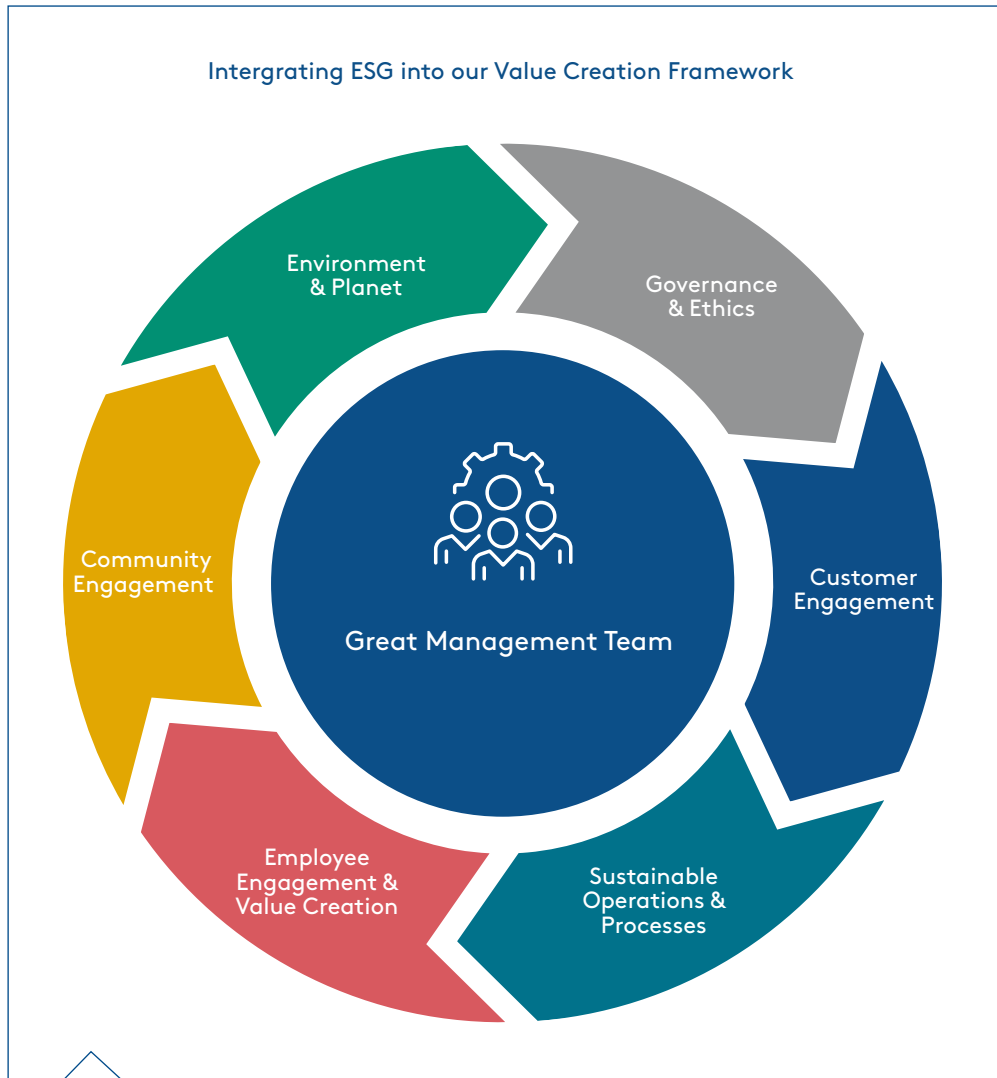 Intergrating ESG into our Value Creation Framework
Environment
& Planet
Governance
& Ethics
Community
Engagement
Great Management Team
Customer
Engagement
Employee
Engagement &
Value Creation
Sustainable
Operations &
Processes